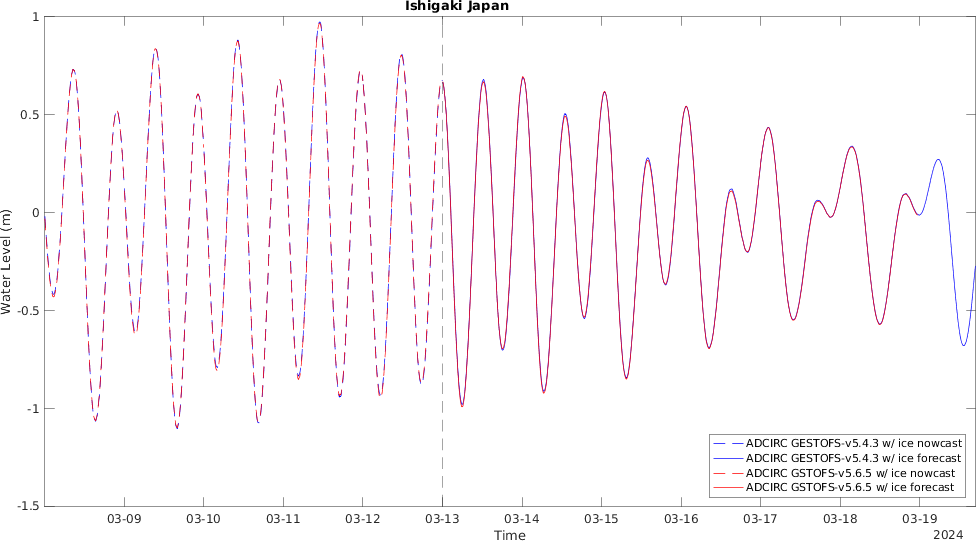 Ishigaki Japan
1
0.5
0
-0.5
-1
-1.5
Water Level (m)
ADCIRC GESTOFS-v5.4.3 w/ ice nowcast
ADCIRC GESTOFS-v5.4.3 w/ ice forecast
ADCIRC GSTOFS-v5.6.5 w/ ice nowcast
ADCIRC GSTOFS-v5.6.5 w/ ice forecast
03-09 03-10 03-11 03-12 03-13 03-14 03-15 03-16 03-17 03-18 03-19
Time
2024